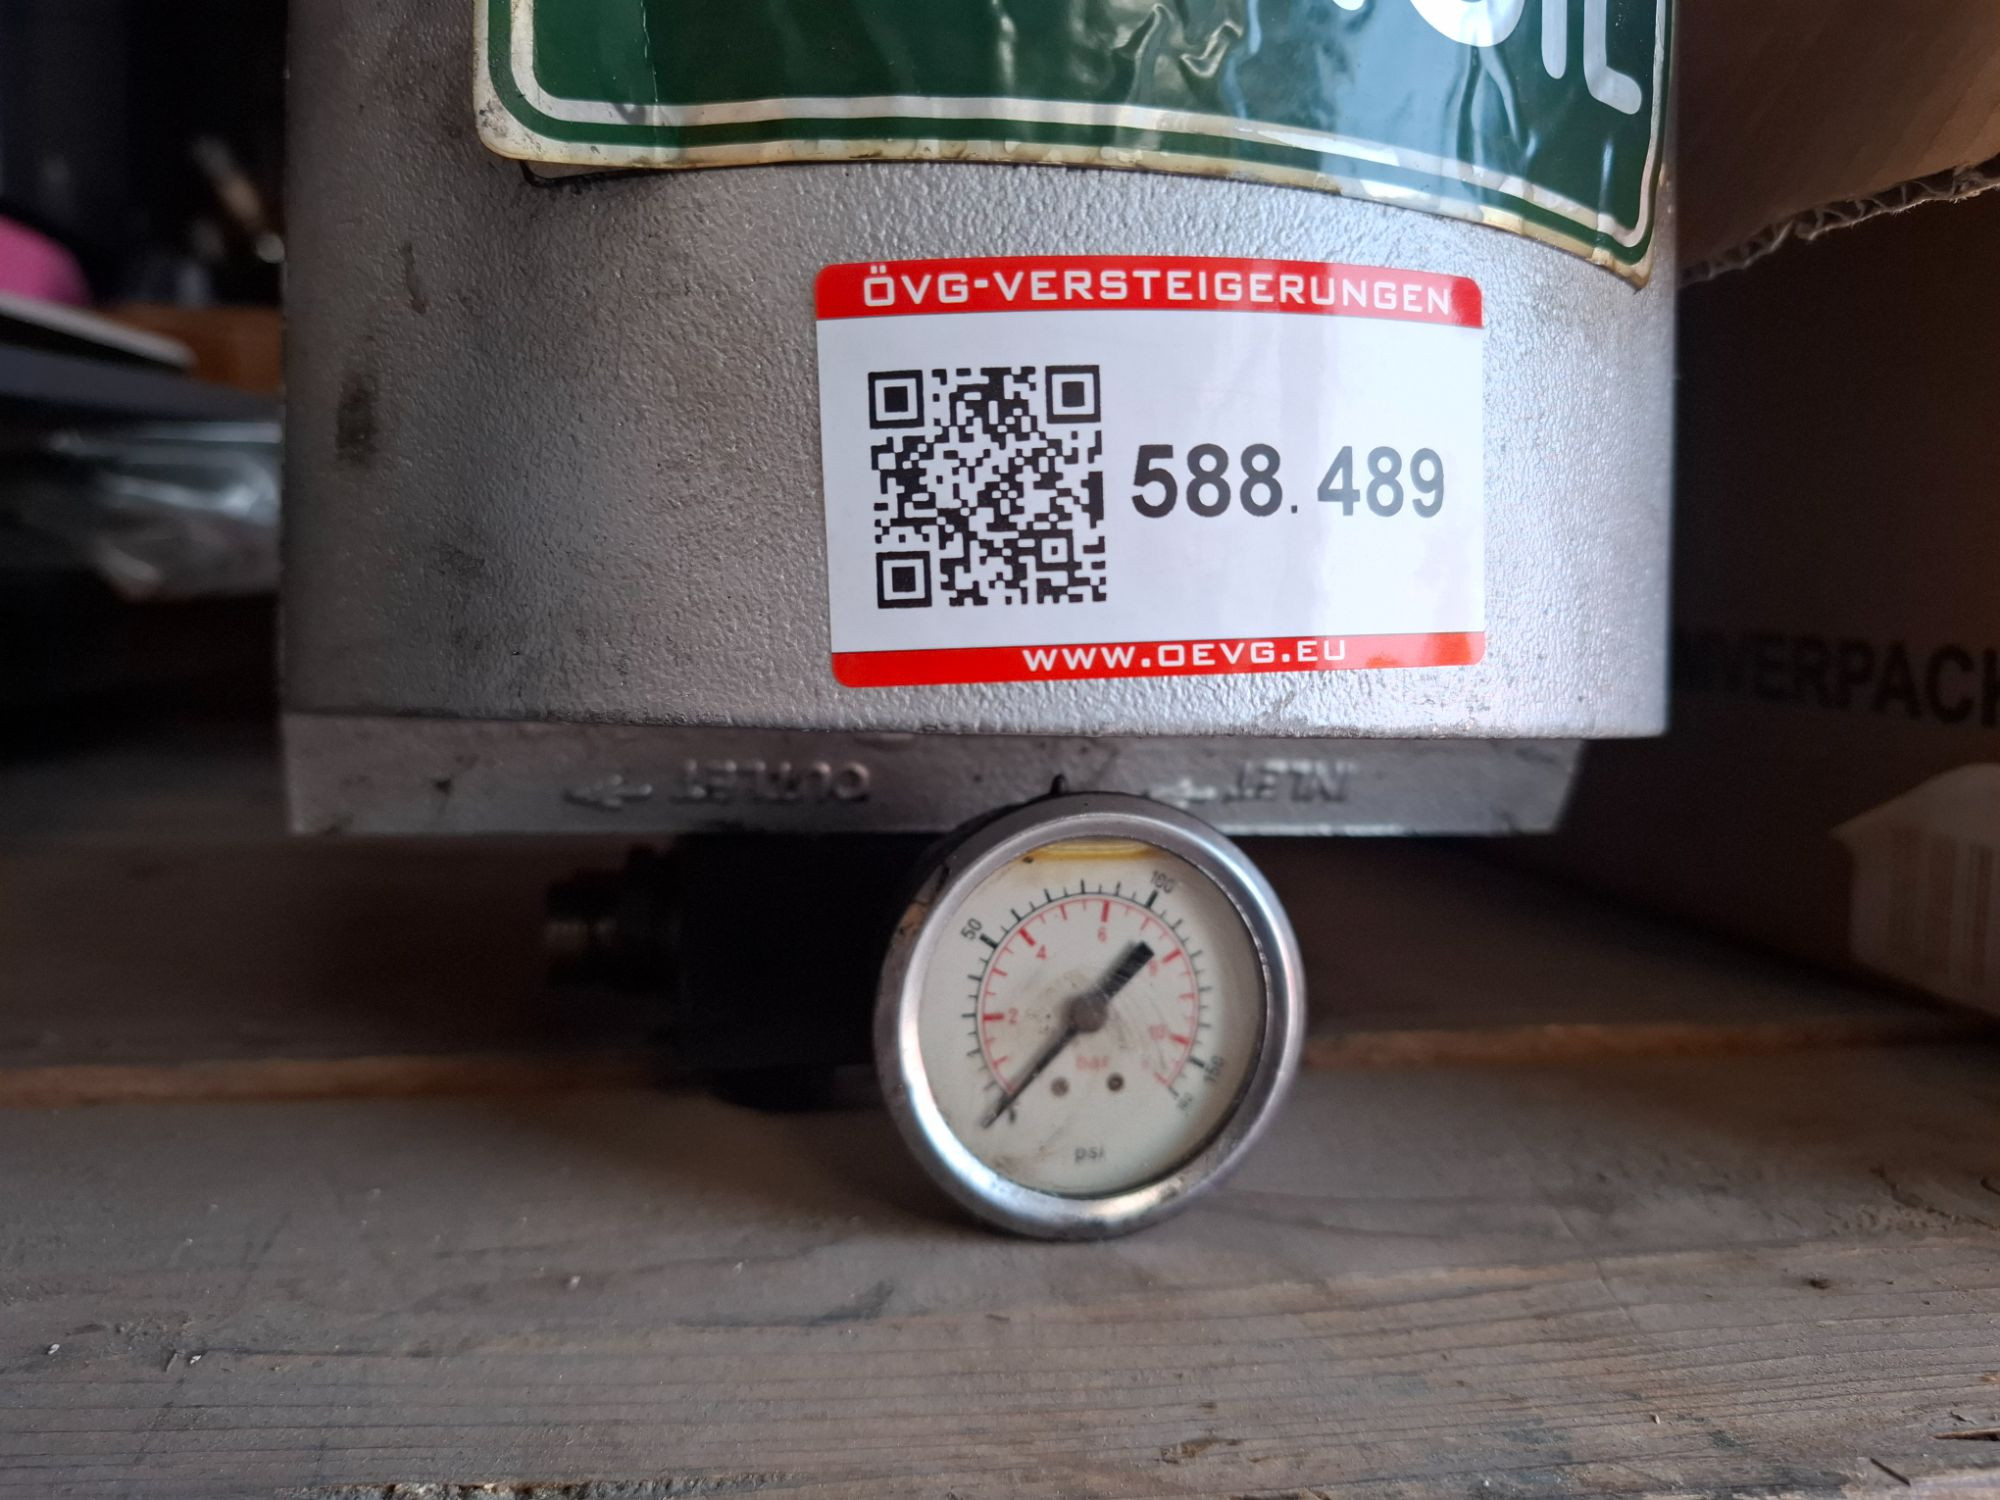 ÖVG-VERSTEIGERUNGEN
588.489
WWW.OEVG.EU
OUTLET
INLET
50
100
150
2
4
6
8
10
bar
psi